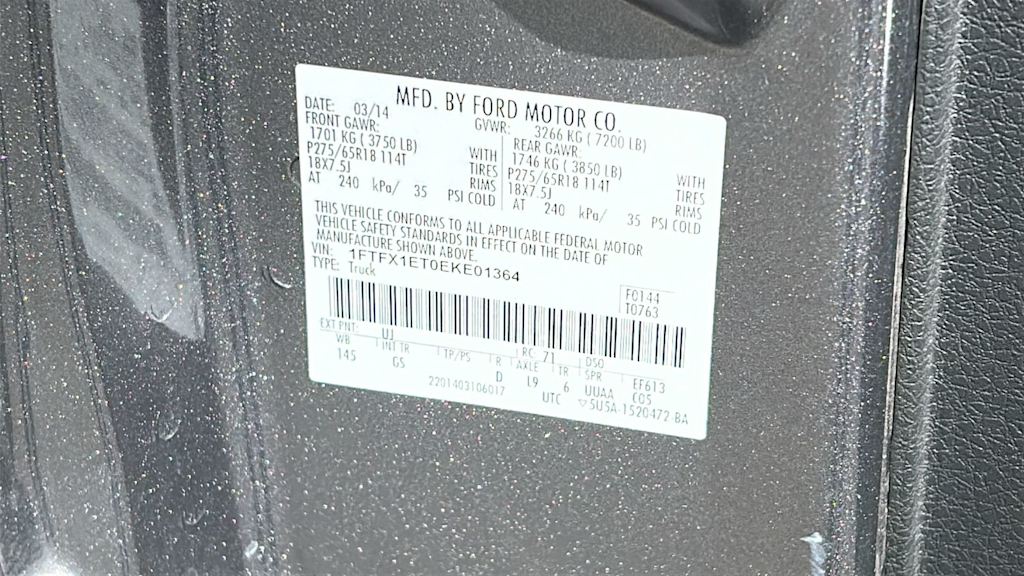 MFD. BY FORD MOTOR CO.
DATE: 03/14 GVWR: 3266 KG ( 7200 LB)
FRONT GAWR: REAR GAWR:
1701 KG ( 3750 LB) WITH 1746 KG ( 3850 LB) WITH
P275/65R18 114T TIRES P275/65R18 114T TIRES
18X7.5J RIMS 18X7.5J RIMS
AT 240 kPa/ 35 PSI COLD AT 240 kPa/ 35 PSI COLD
THIS VEHICLE CONFORMS TO ALL APPLICABLE FEDERAL MOTOR
VEHICLE SAFETY STANDARDS IN EFFECT ON THE DATE OF
MANUFACTURE SHOWN ABOVE.
VIN: 1FTFX1ET0EKE01364
TYPE: Truck
F0144
T0763
EXT PNT: UJ RC: 71 DSO:
WB INT TR TP/PS R AXLE TR SPR EF613
145 GS D L9 6 UUAA C05
2201403106017 UTC ▽5U5A-1520472-BA